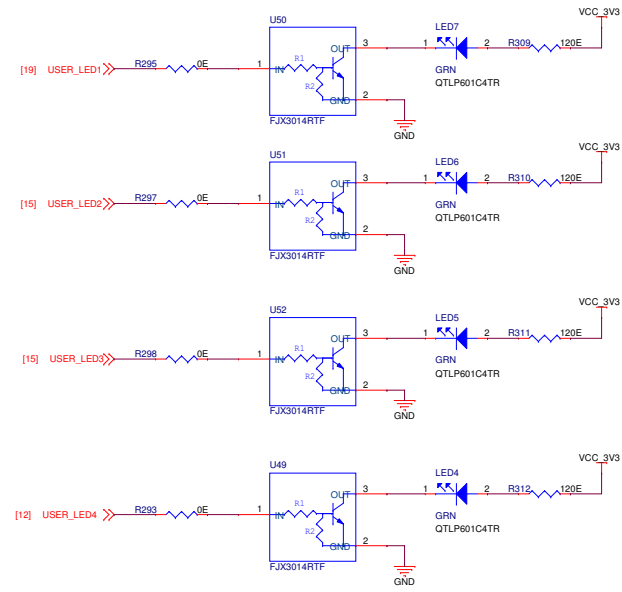 VCC_3V3
U50
LED7
OUT 3 1 2 R309 120E
[19] USER_LED1 R295 0E 1 IN R1
R2
GND 2
GRN
QTLP601C4TR
FJX3014RTF
GND
VCC_3V3
U51
LED6
OUT 3 1 2 R310 120E
[15] USER_LED2 R297 0E 1 IN R1
R2
GND 2
GRN
QTLP601C4TR
FJX3014RTF
GND
VCC_3V3
U52
LED5
OUT 3 1 2 R311 120E
[15] USER_LED3 R298 0E 1 IN R1
R2
GND 2
GRN
QTLP601C4TR
FJX3014RTF
GND
VCC_3V3
U49
LED4
OUT 3 1 2 R312 120E
[12] USER_LED4 R293 0E 1 IN R1
R2
GND 2
GRN
QTLP601C4TR
FJX3014RTF
GND